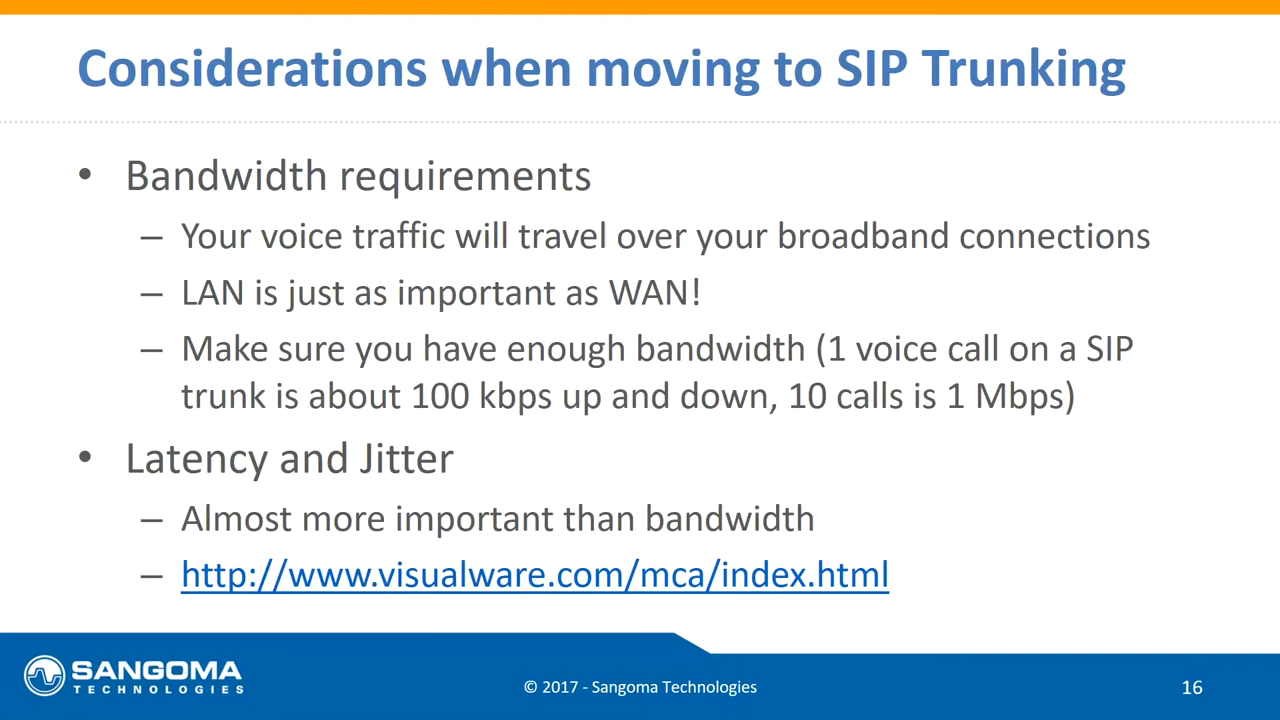 Considerations when moving to SIP Trunking
• Bandwidth requirements
– Your voice traffic will travel over your broadband connections
– LAN is just as important as WAN!
– Make sure you have enough bandwidth (1 voice call on a SIP
trunk is about 100 kbps up and down, 10 calls is 1 Mbps)
• Latency and Jitter
– Almost more important than bandwidth
– http://www.visualware.com/mca/index.html
SANGOMA
TECHNOLOGIES
© 2017 - Sangoma Technologies
16